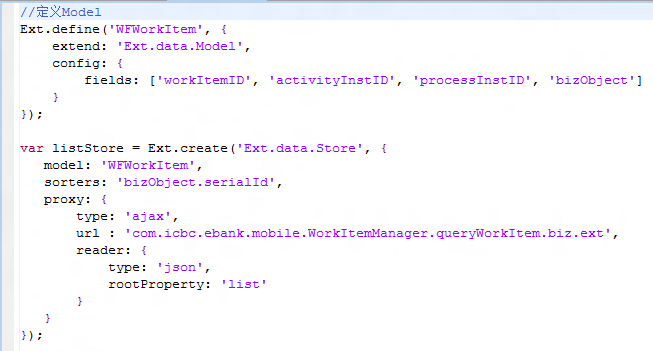 //定义Model
Ext.define('WFWorkItem', {
    extend: 'Ext.data.Model',
    config: {
        fields: ['workItemID', 'activityInstID', 'processInstID', 'bizObject']
    }
});

var listStore = Ext.create('Ext.data.Store', {
   model: 'WFWorkItem',
   sorters: 'bizObject.serialId',
   proxy: {
       type: 'ajax',
       url : 'com.icbc.ebank.mobile.WorkItemManager.queryWorkItem.biz.ext',
       reader: {
           type: 'json',
           rootProperty: 'list'
       }
   }
});